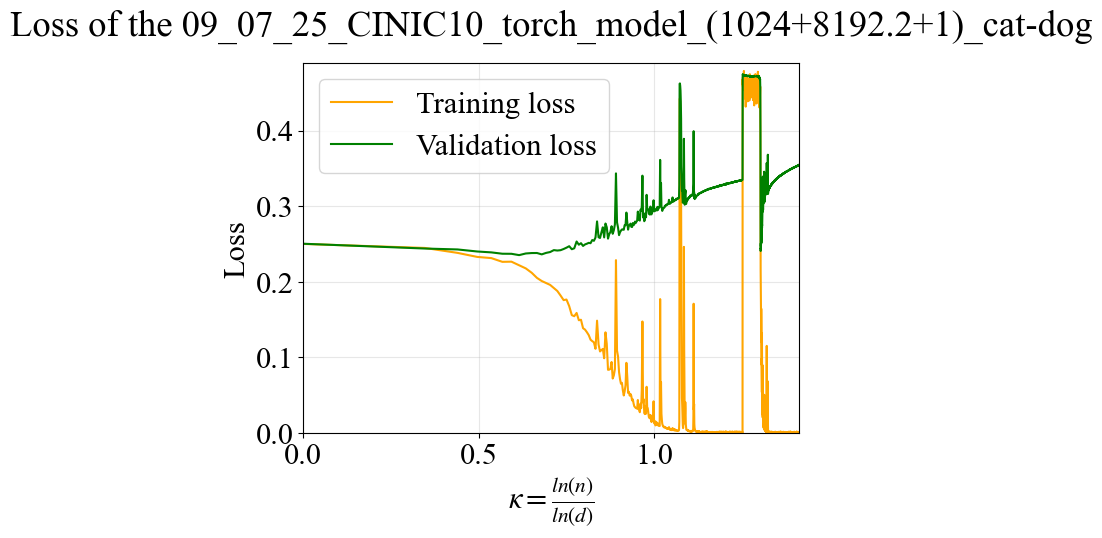 Loss of the 09_07_25_CINIC10_torch_model_(1024+8192.2+1)_cat-dog
Training loss
Validation loss
Loss
0.4
0.3
0.2
0.1
0.0
0.0 0.5 1.0
κ = ln(n)/ln(d)